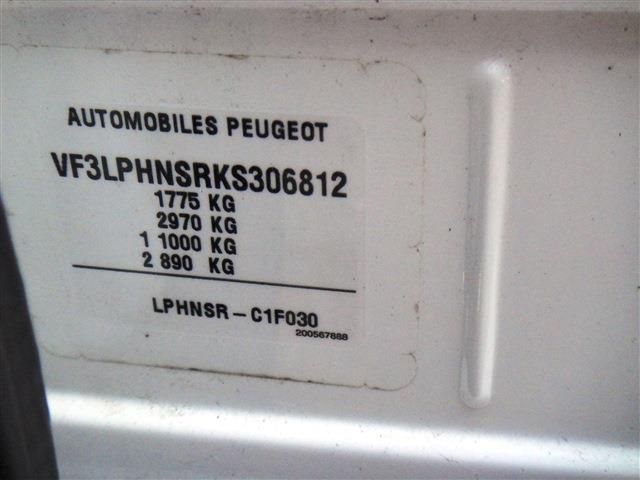 AUTOMOBILES PEUGEOT
VF3LPHNSRKS306812
1775 KG
2970 KG
1 1000 KG
2 890 KG
LPHNSR - C1F030
200567888